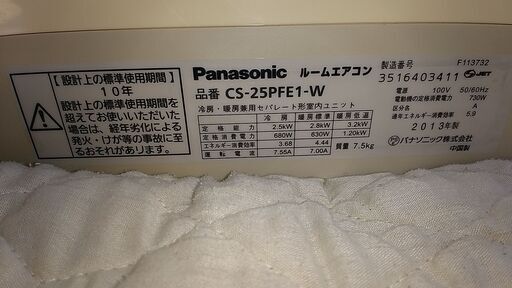 【設計上の標準使用期間】
10年
設計上の標準使用期間を
超えてお使いいただいた
場合は、経年劣化による
発火・けが等の事故に至
るおそれがあります。
Panasonic ルームエアコン
品番 CS-25PFE1-W
冷房・暖房兼用セパレート形室内ユニット
冷房 暖房標準 暖房低温
定格能力 2.5kW 2.8kW 3.2kW
定格消費電力 680W 630W 1.20kW
エネルギー消費効率 3.68 4.44
運転電流 7.55A 7.00A
質量 7.5kg
F113732
製造番号
3516403411
JET
電源 100V 50/60Hz
電動機の定格消費電力 730W
区分名 A
通年エネルギー消費効率 5.9
2013年製
パナソニック株式会社
中国製